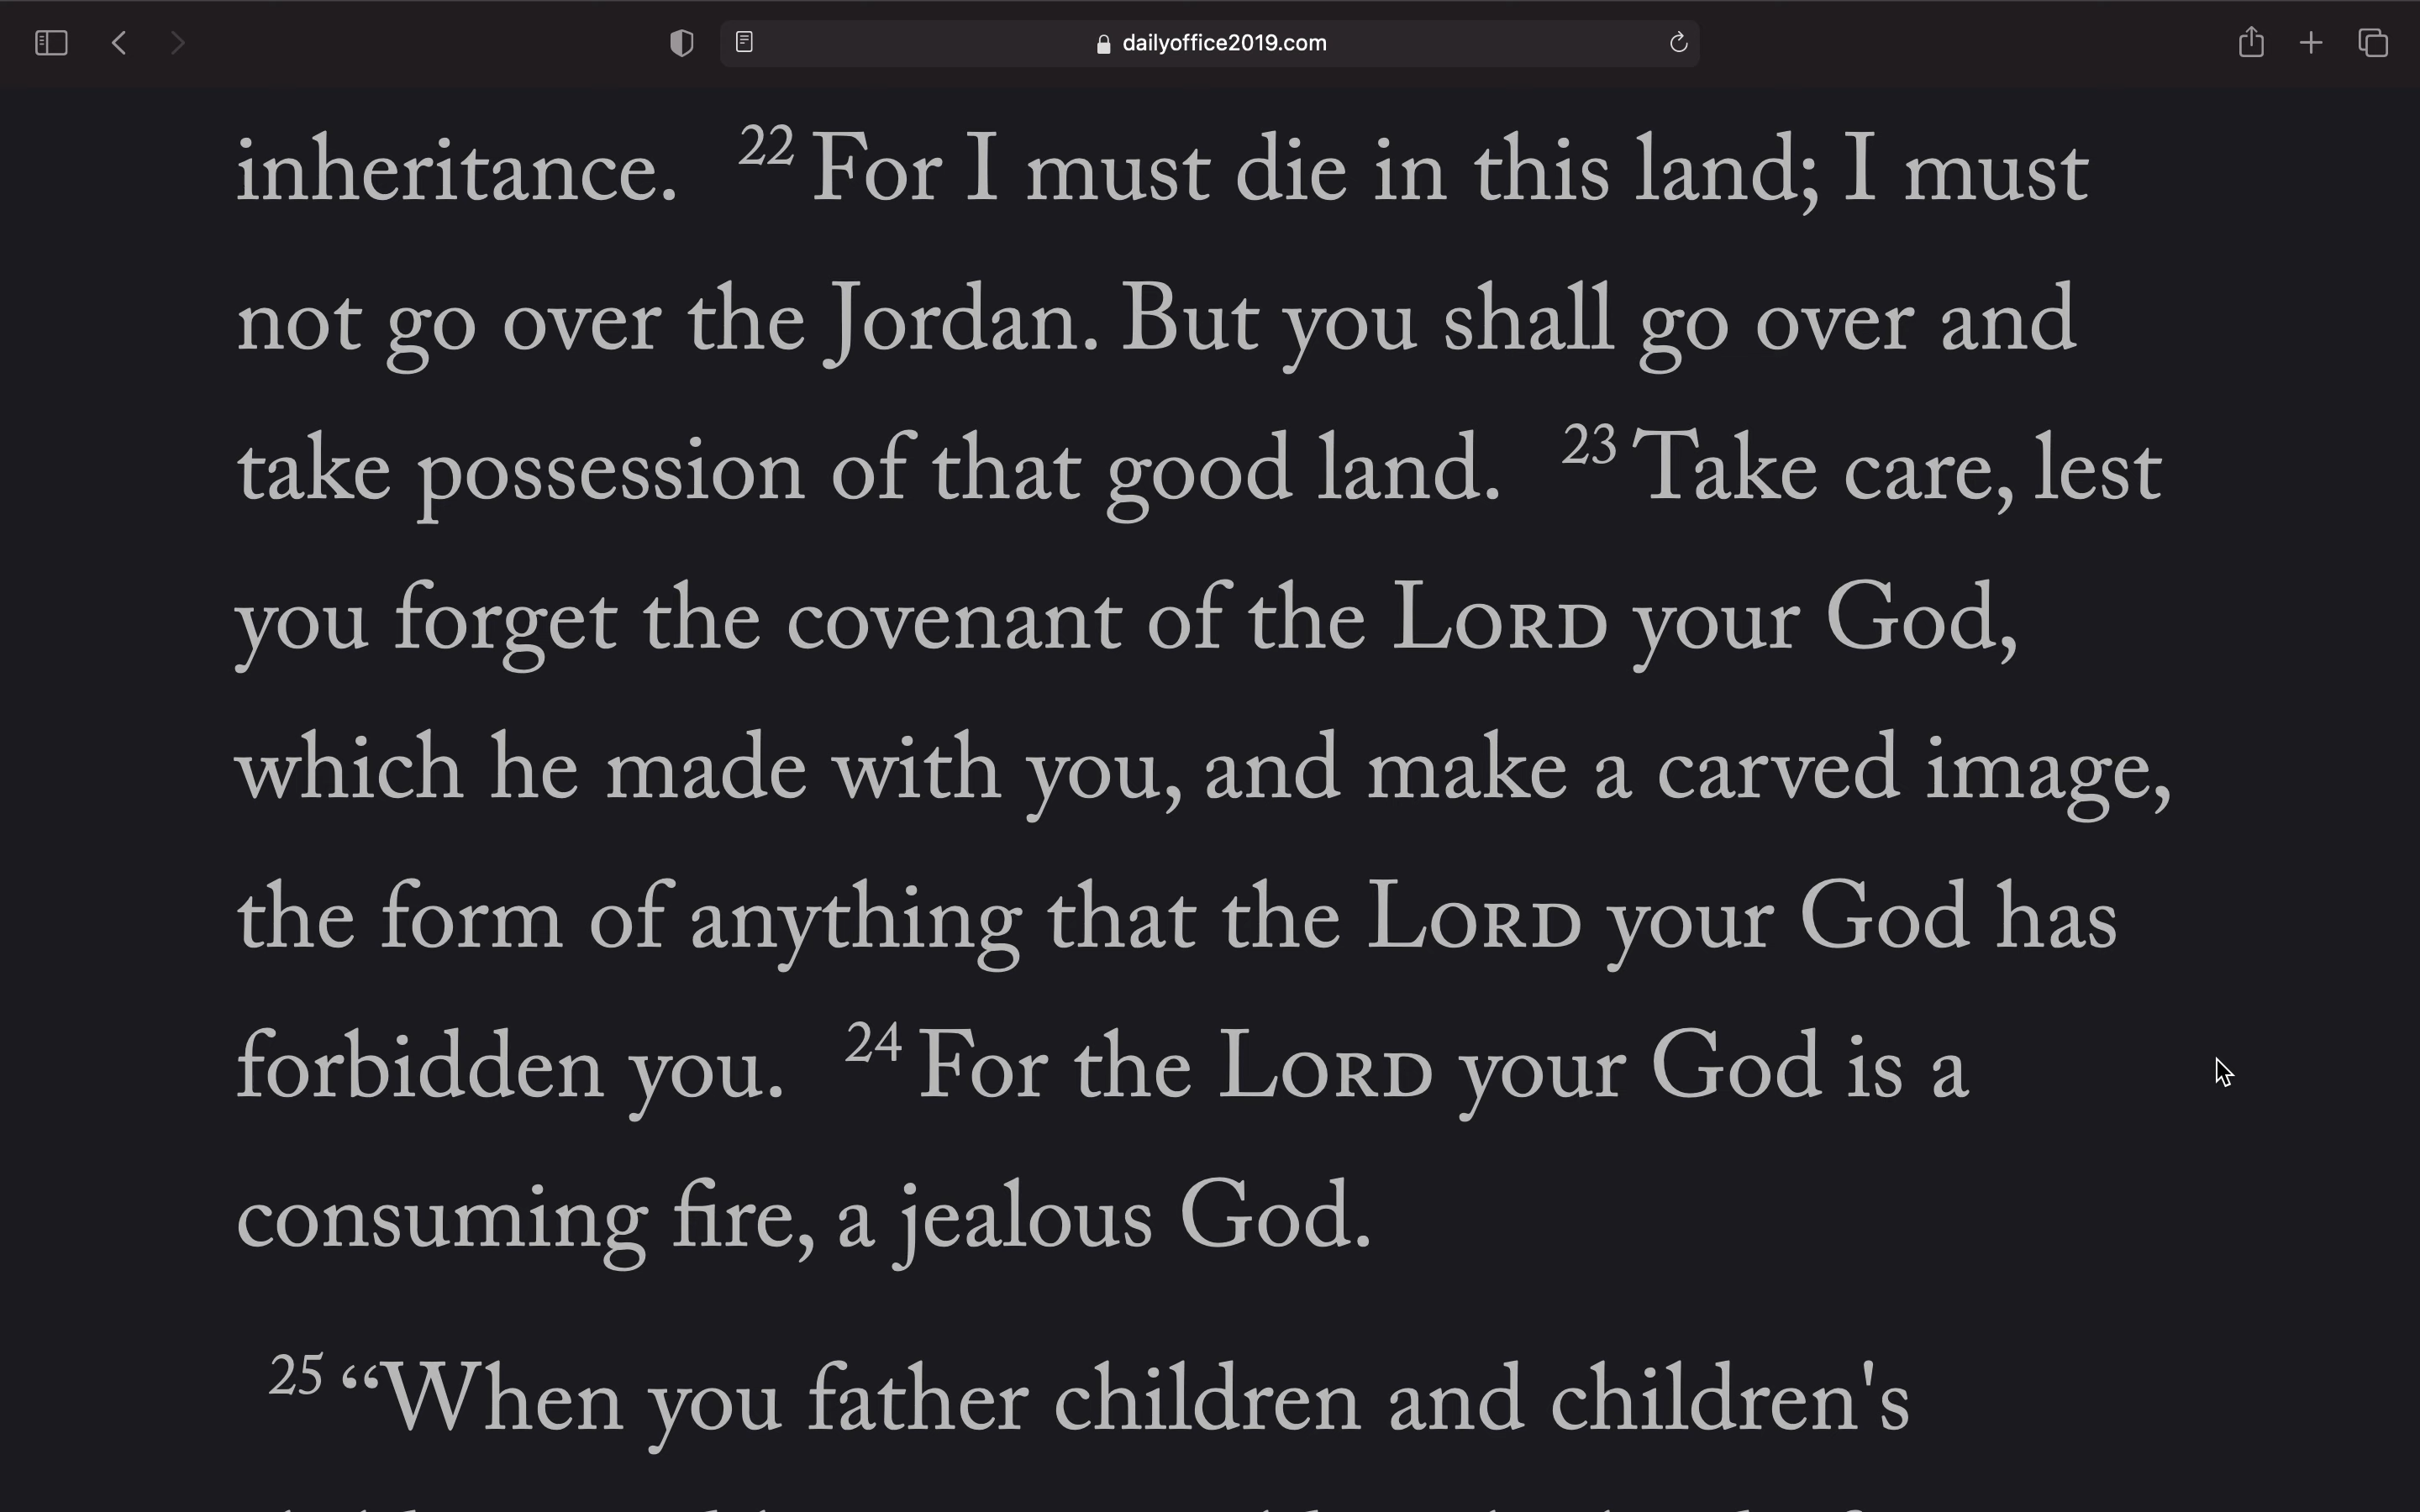 dailyoffice2019.com
inheritance. 22 For I must die in this land; I must
not go over the Jordan. But you shall go over and
take possession of that good land. 23 Take care, lest
you forget the covenant of the LORD your God,
which he made with you, and make a carved image,
the form of anything that the LORD your God has
forbidden you. 24 For the LORD your God is a
consuming fire, a jealous God.
25 “When you father children and children's